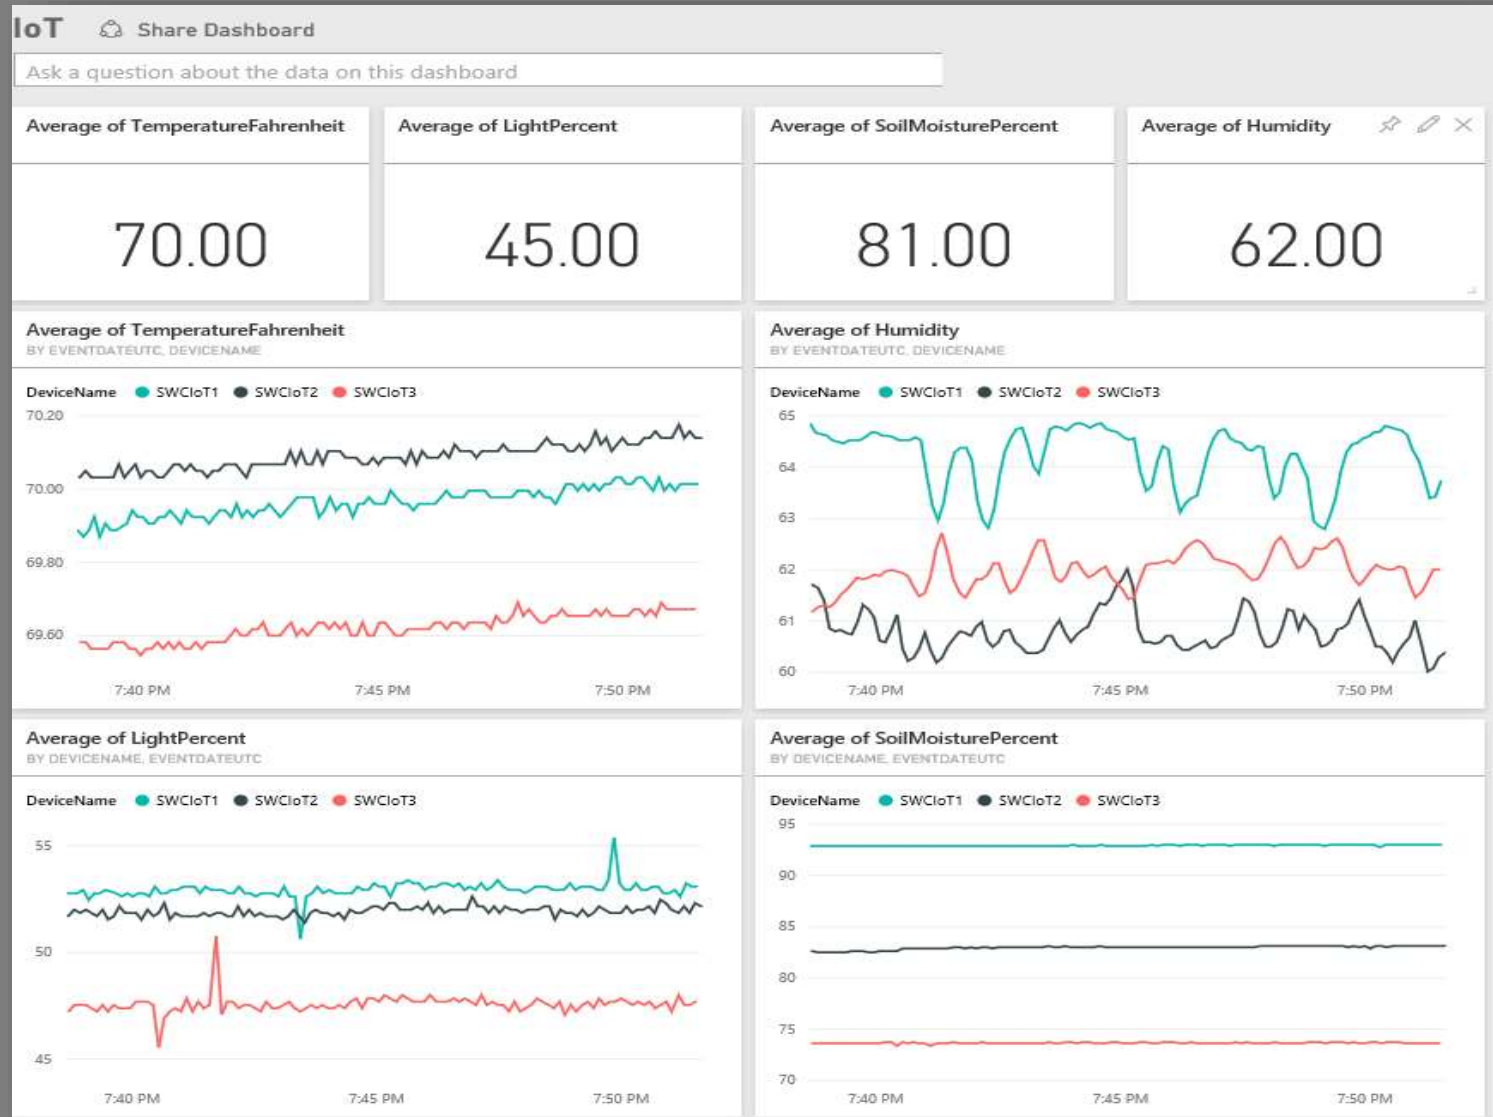 IoT Share Dashboard
Ask a question about the data on this dashboard
Average of TemperatureFahrenheit
70.00
Average of LightPercent
45.00
Average of SoilMoisturePercent
81.00
Average of Humidity
62.00
Average of TemperatureFahrenheit
BY EVENTDATEUTC, DEVICENAME
DeviceName SWCIoT1 SWCIoT2 SWCIoT3
70.20
70.00
69.80
69.60
7:40 PM 7:45 PM 7:50 PM
Average of Humidity
BY EVENTDATEUTC, DEVICENAME
DeviceName SWCIoT1 SWCIoT2 SWCIoT3
65
64
63
62
61
60
7:40 PM 7:45 PM 7:50 PM
Average of LightPercent
BY DEVICENAME, EVENTDATEUTC
DeviceName SWCIoT1 SWCIoT2 SWCIoT3
55
50
45
7:40 PM 7:45 PM 7:50 PM
Average of SoilMoisturePercent
BY DEVICENAME, EVENTDATEUTC
DeviceName SWCIoT1 SWCIoT2 SWCIoT3
95
90
85
80
75
70
7:40 PM 7:45 PM 7:50 PM